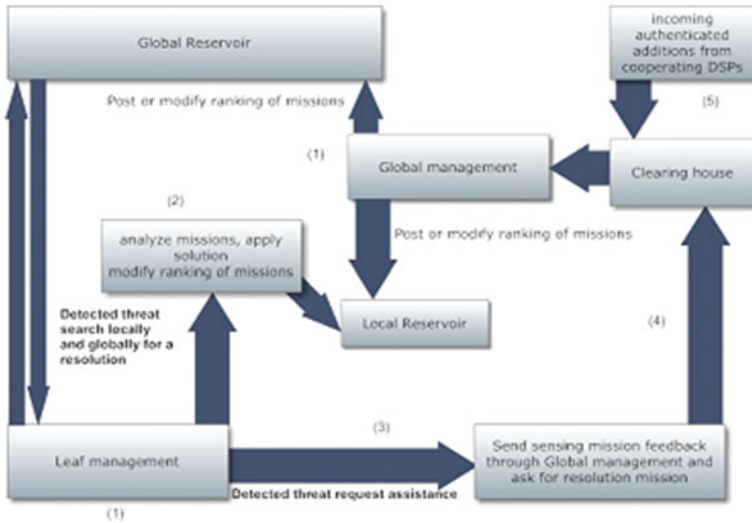 Global Reservoir
incoming
authenticated
additions from
cooperating DSPs
Post or modify ranking of missions
(5)
(1)
Global management
Clearing house
(2)
analyze missions, apply
solution
modify ranking of missions
Post or modify ranking of missions
Detected threat
search locally
and globally for a
resolution
Local Reservoir
(4)
(3)
Leaf management
Send sensing mission feedback
through Global management and
ask for resolution mission
Detected threat request assistance
(1)